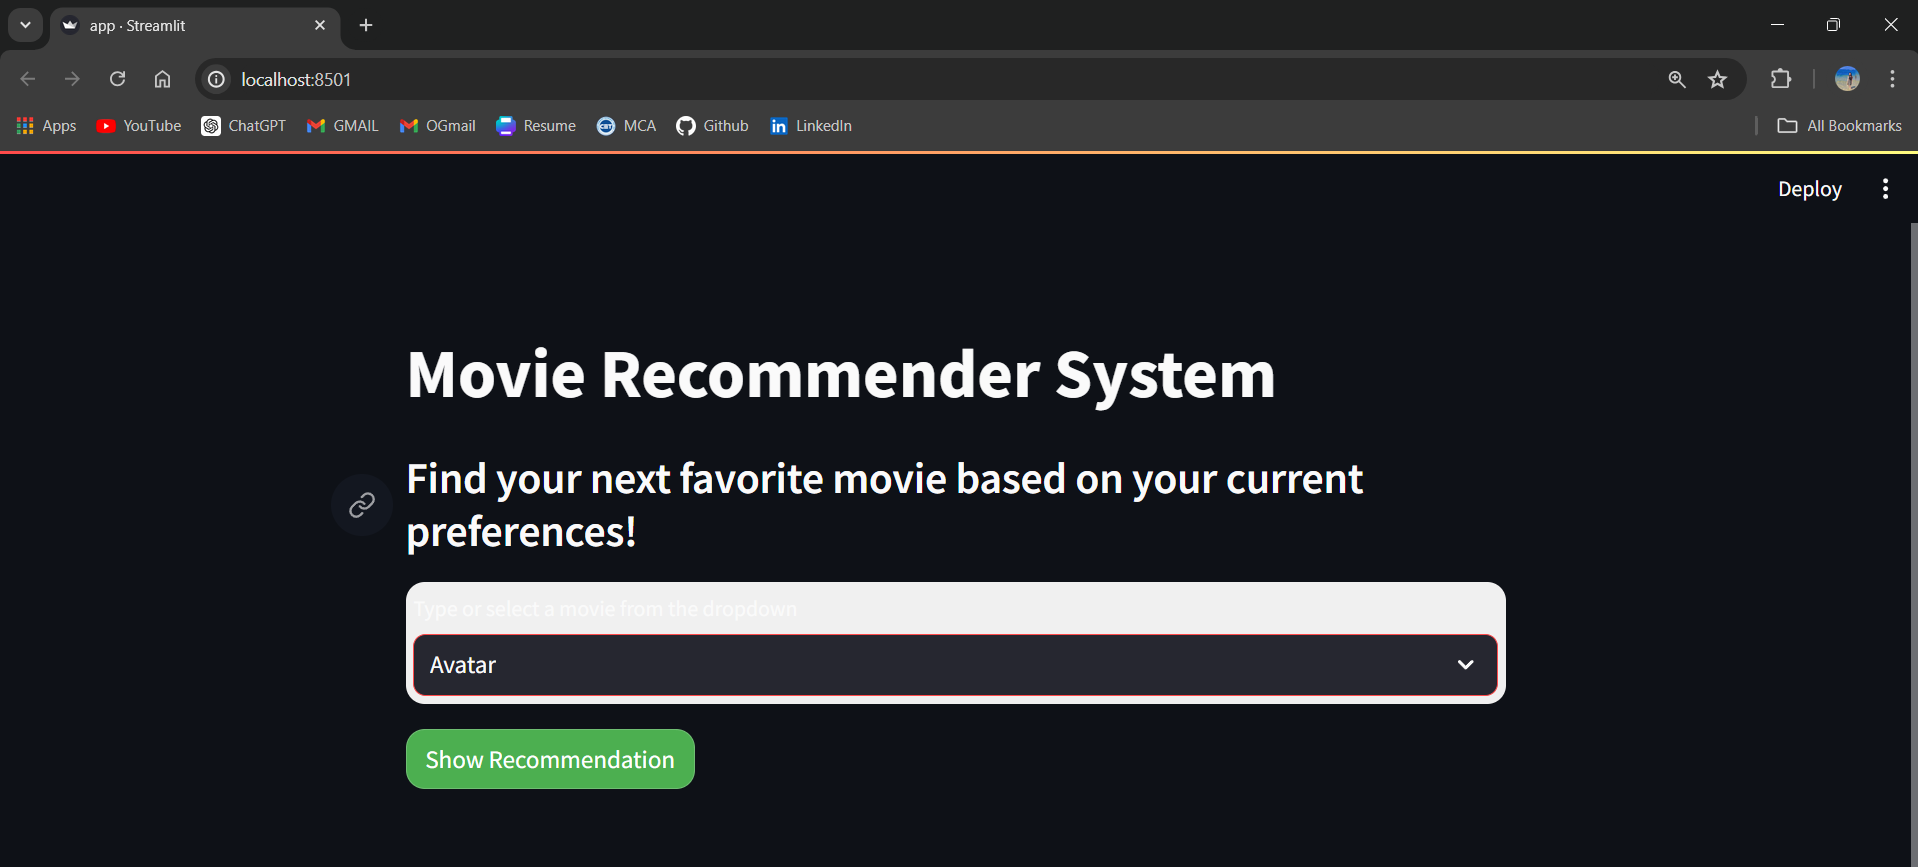 app · Streamlit
localhost:8501
Apps
YouTube
ChatGPT
GMAIL
OGmail
Resume
MCA
Github
LinkedIn
All Bookmarks
Deploy
Movie Recommender System
Find your next favorite movie based on your current
preferences!
Type or select a movie from the dropdown
Avatar
Show Recommendation